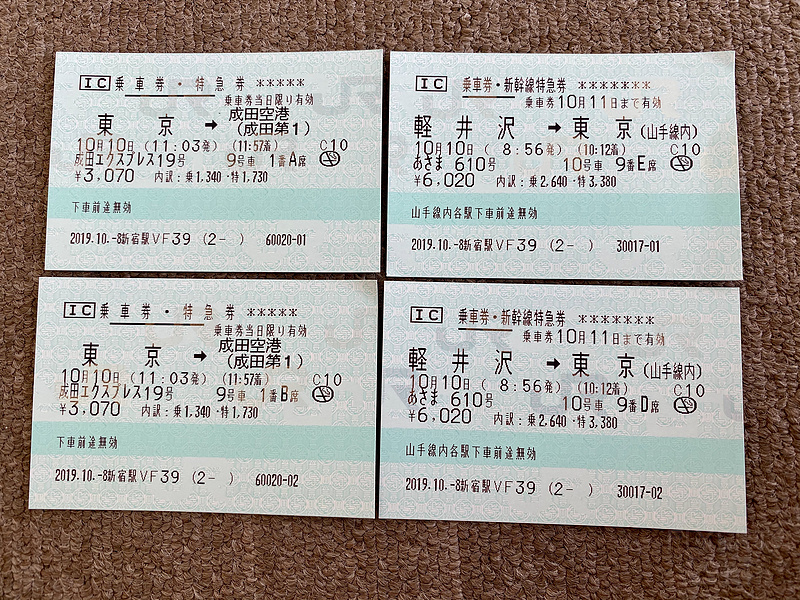 IC 乗車券・特急券 *****
乗車券当日限り有効
東京 → 成田空港
(成田第1)
10月10日 (11:03発) (11:57着) C10
成田エクスプレス19号 9号車 1番A席
¥3,070 内訳:乗1,340・特1,730
下車前途無効
2019.10.-8新宿駅VF39 (2- ) 60020-01
IC 乗車券・新幹線特急券 *******
乗車券10月11日まで有効
軽井沢 → 東京 (山手線内)
10月10日 ( 8:56発) (10:12着) C10
あさま 610号 10号車 9番E席
¥6,020 内訳:乗2,640・特3,380
山手線内各駅下車前途無効
2019.10.-8新宿駅VF39 (2- ) 30017-01
IC 乗車券・特急券 *****
乗車券当日限り有効
東京 → 成田空港
(成田第1)
10月10日 (11:03発) (11:57着) C10
成田エクスプレス19号 9号車 1番B席
¥3,070 内訳:乗1,340・特1,730
下車前途無効
2019.10.-8新宿駅VF39 (2- ) 60020-02
IC 乗車券・新幹線特急券 *******
乗車券10月11日まで有効
軽井沢 → 東京 (山手線内)
10月10日 ( 8:56発) (10:12着) C10
あさま 610号 10号車 9番D席
¥6,020 内訳:乗2,640・特3,380
山手線内各駅下車前途無効
2019.10.-8新宿駅VF39 (2- ) 30017-02